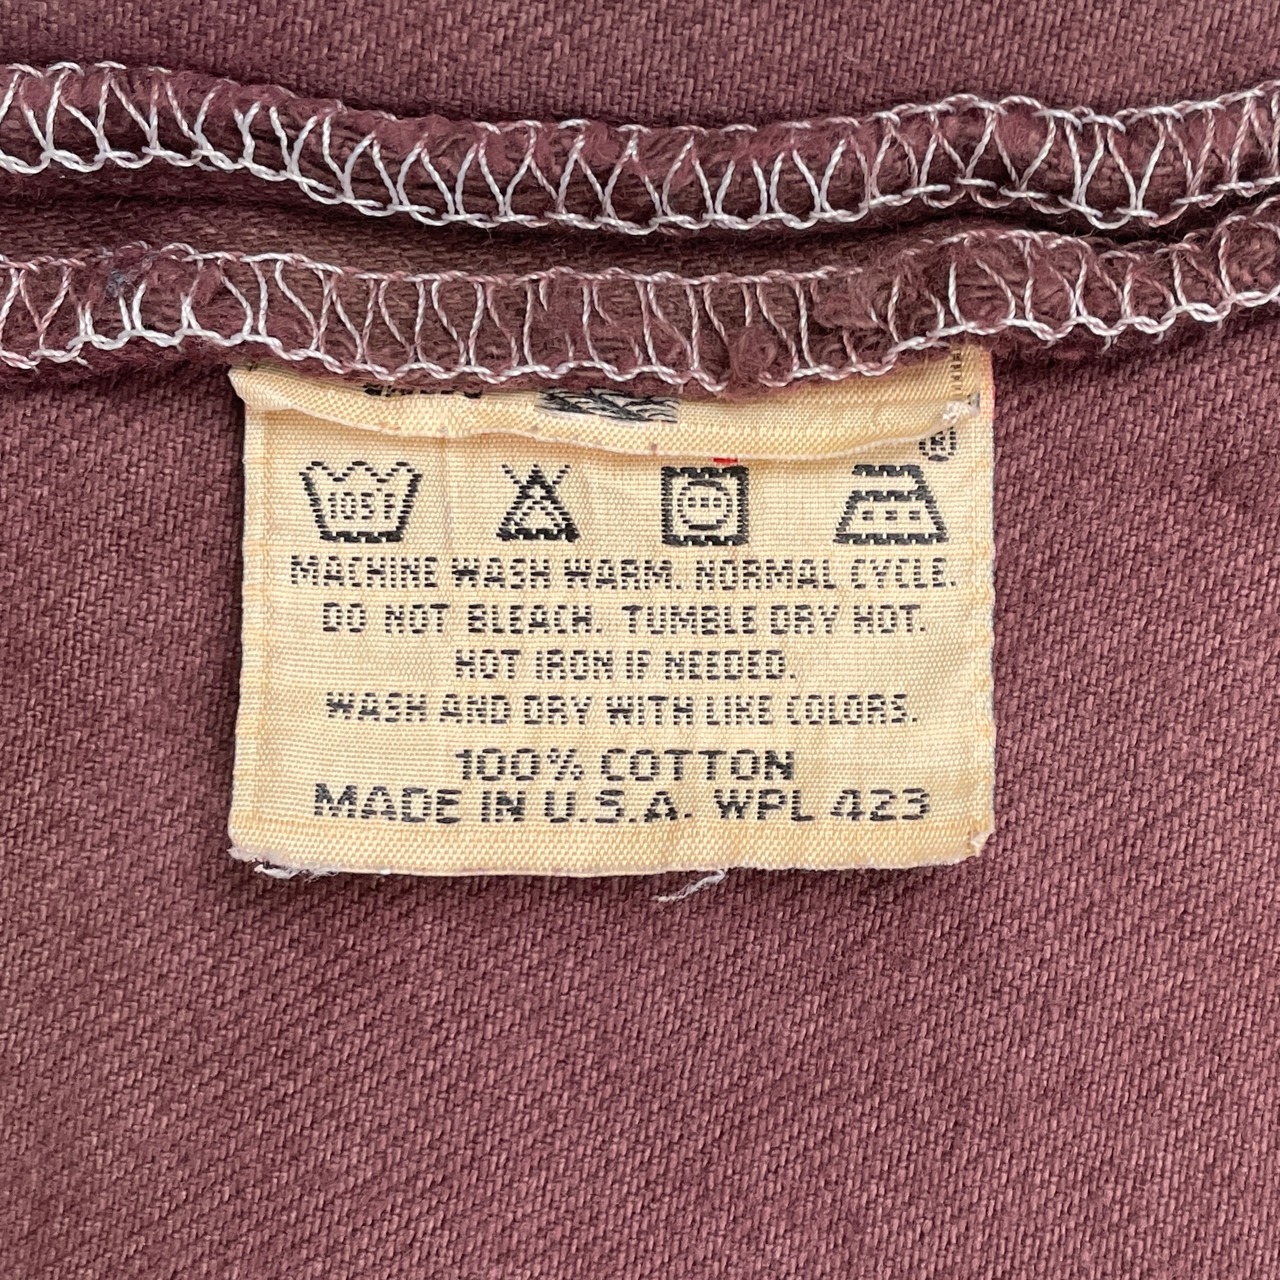 ®
105°F
MACHINE WASH WARM. NORMAL CYCLE.
DO NOT BLEACH. TUMBLE DRY HOT.
HOT IRON IF NEEDED.
WASH AND DRY WITH LIKE COLORS.
100% COTTON
MADE IN U.S.A. WPL 423